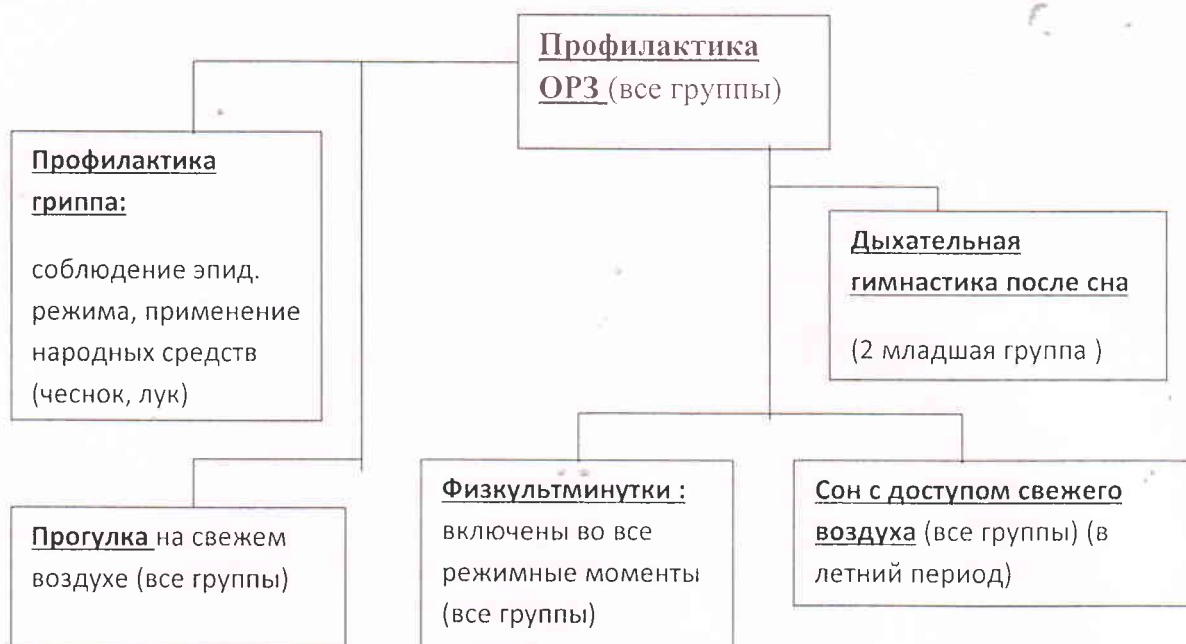 Профилактика
ОРЗ (все группы)
Профилактика
гриппа:
соблюдение эпид.
режима, применение
народных средств
(чеснок, лук)
Дыхательная
гимнастика после сна
(2 младшая группа )
Прогулка на свежем
воздухе (все группы)
Физкультминутки :
включены во все
режимные моменты
(все группы)
Сон с доступом свежего
воздуха (все группы) (в
летний период)